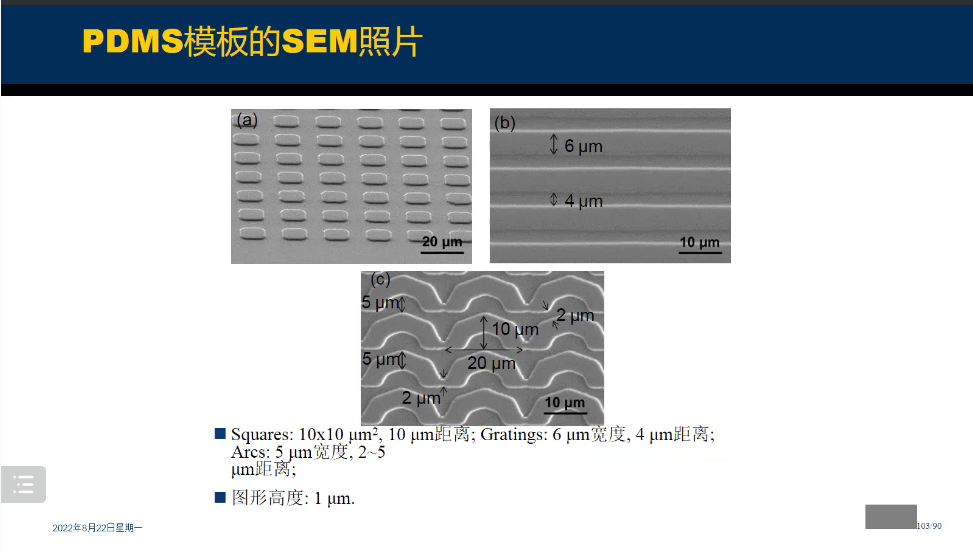 PDMS模板的SEM照片
(a)
20 μm
(b)
6 μm
4 μm
10 μm
(c)
5 μm
2 μm
10 μm
5 μm
20 μm
2 μm
10 μm
Squares: 10x10 μm², 10 μm距离; Gratings: 6 μm宽度, 4 μm距离;
Arcs: 5 μm宽度, 2~5
μm距离;
图形高度: 1 μm.
2022年8月22日星期一
103/90